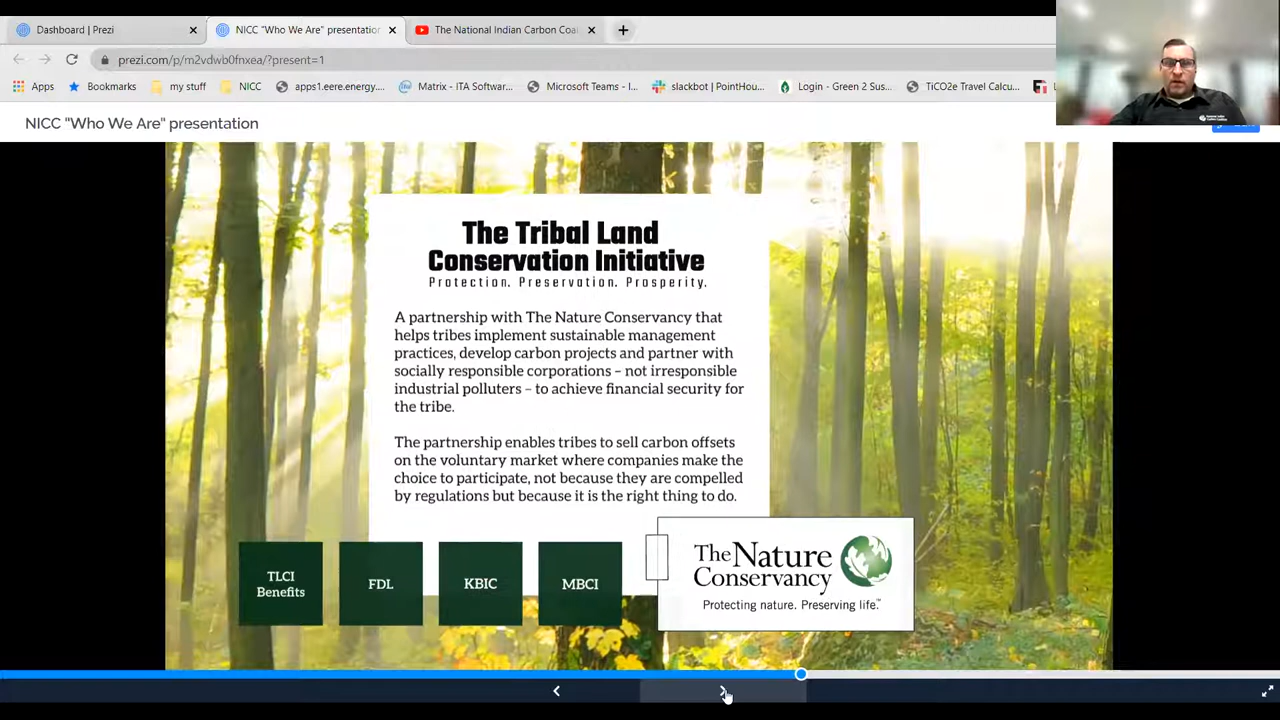 Dashboard | Prezi
NICC "Who We Are" presentation
The National Indian Carbon Coa
prezi.com/p/m2vdwb0fnxea/?present=1
Apps
Bookmarks
my stuff
NICC
apps1.eere.energy....
Matrix - ITA Softwar...
Microsoft Teams - I...
slackbot | PointHou...
Login - Green 2 Sus...
TiCO2e Travel Calcu...
NICC "Who We Are" presentation
The Tribal Land
Conservation Initiative
Protection. Preservation. Prosperity.
A partnership with The Nature Conservancy that
helps tribes implement sustainable management
practices, develop carbon projects and partner with
socially responsible corporations – not irresponsible
industrial polluters – to achieve financial security for
the tribe.
The partnership enables tribes to sell carbon offsets
on the voluntary market where companies make the
choice to participate, not because they are compelled
by regulations but because it is the right thing to do.
TLCI
Benefits
FDL
KBIC
MBCI
The Nature
Conservancy
Protecting nature. Preserving life.™